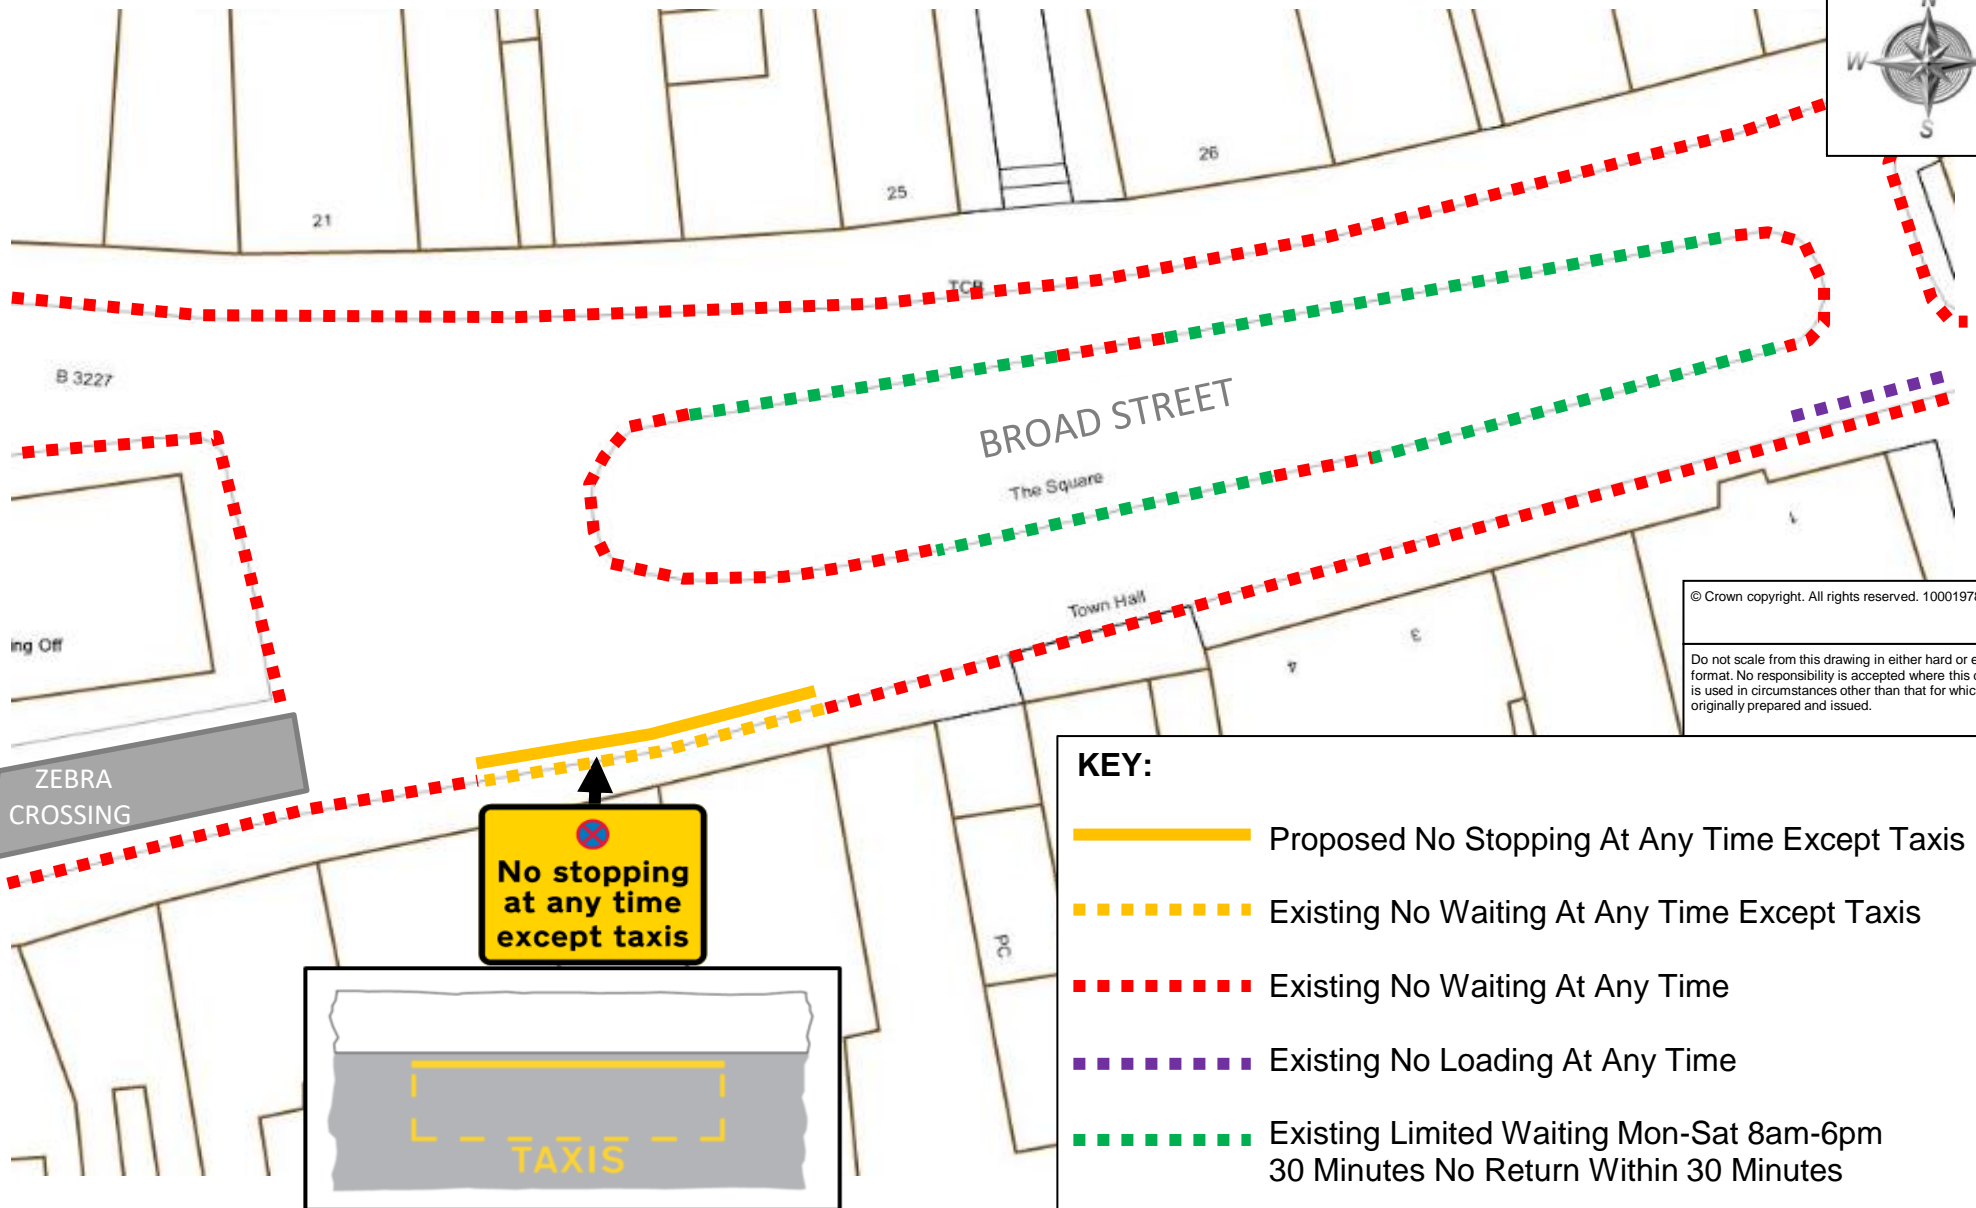 N
W
S
26
25
21
TCB
B 3227
BROAD STREET
The Square
1
Town Hall
© Crown copyright. All rights reserved. 1000197
ing Off
3
4
Do not scale from this drawing in either hard or e
format. No responsibility is accepted where this
is used in circumstances other than that for whic
originally prepared and issued.
ZEBRA
CROSSING
No stopping
at any time
except taxis
PC
TAXIS
KEY:
Proposed No Stopping At Any Time Except Taxis
Existing No Waiting At Any Time Except Taxis
Existing No Waiting At Any Time
Existing No Loading At Any Time
Existing Limited Waiting Mon-Sat 8am-6pm
30 Minutes No Return Within 30 Minutes